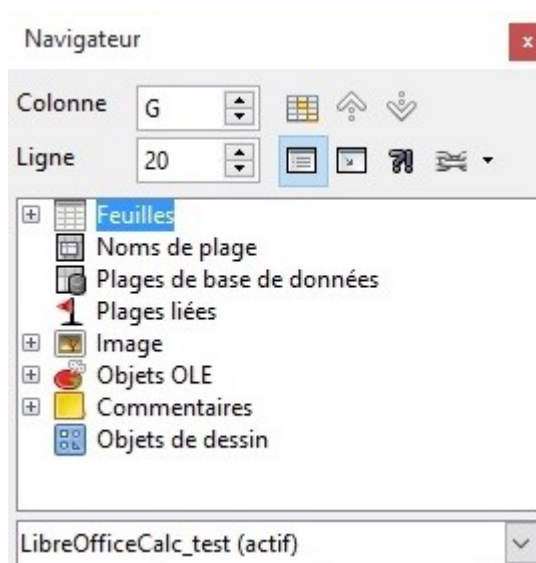 Navigateur
Colonne G
Ligne 20
Feuilles
Noms de plage
Plages de base de données
Plages liées
Image
Objets OLE
Commentaires
Objets de dessin
LibreOfficeCalc_test (actif)